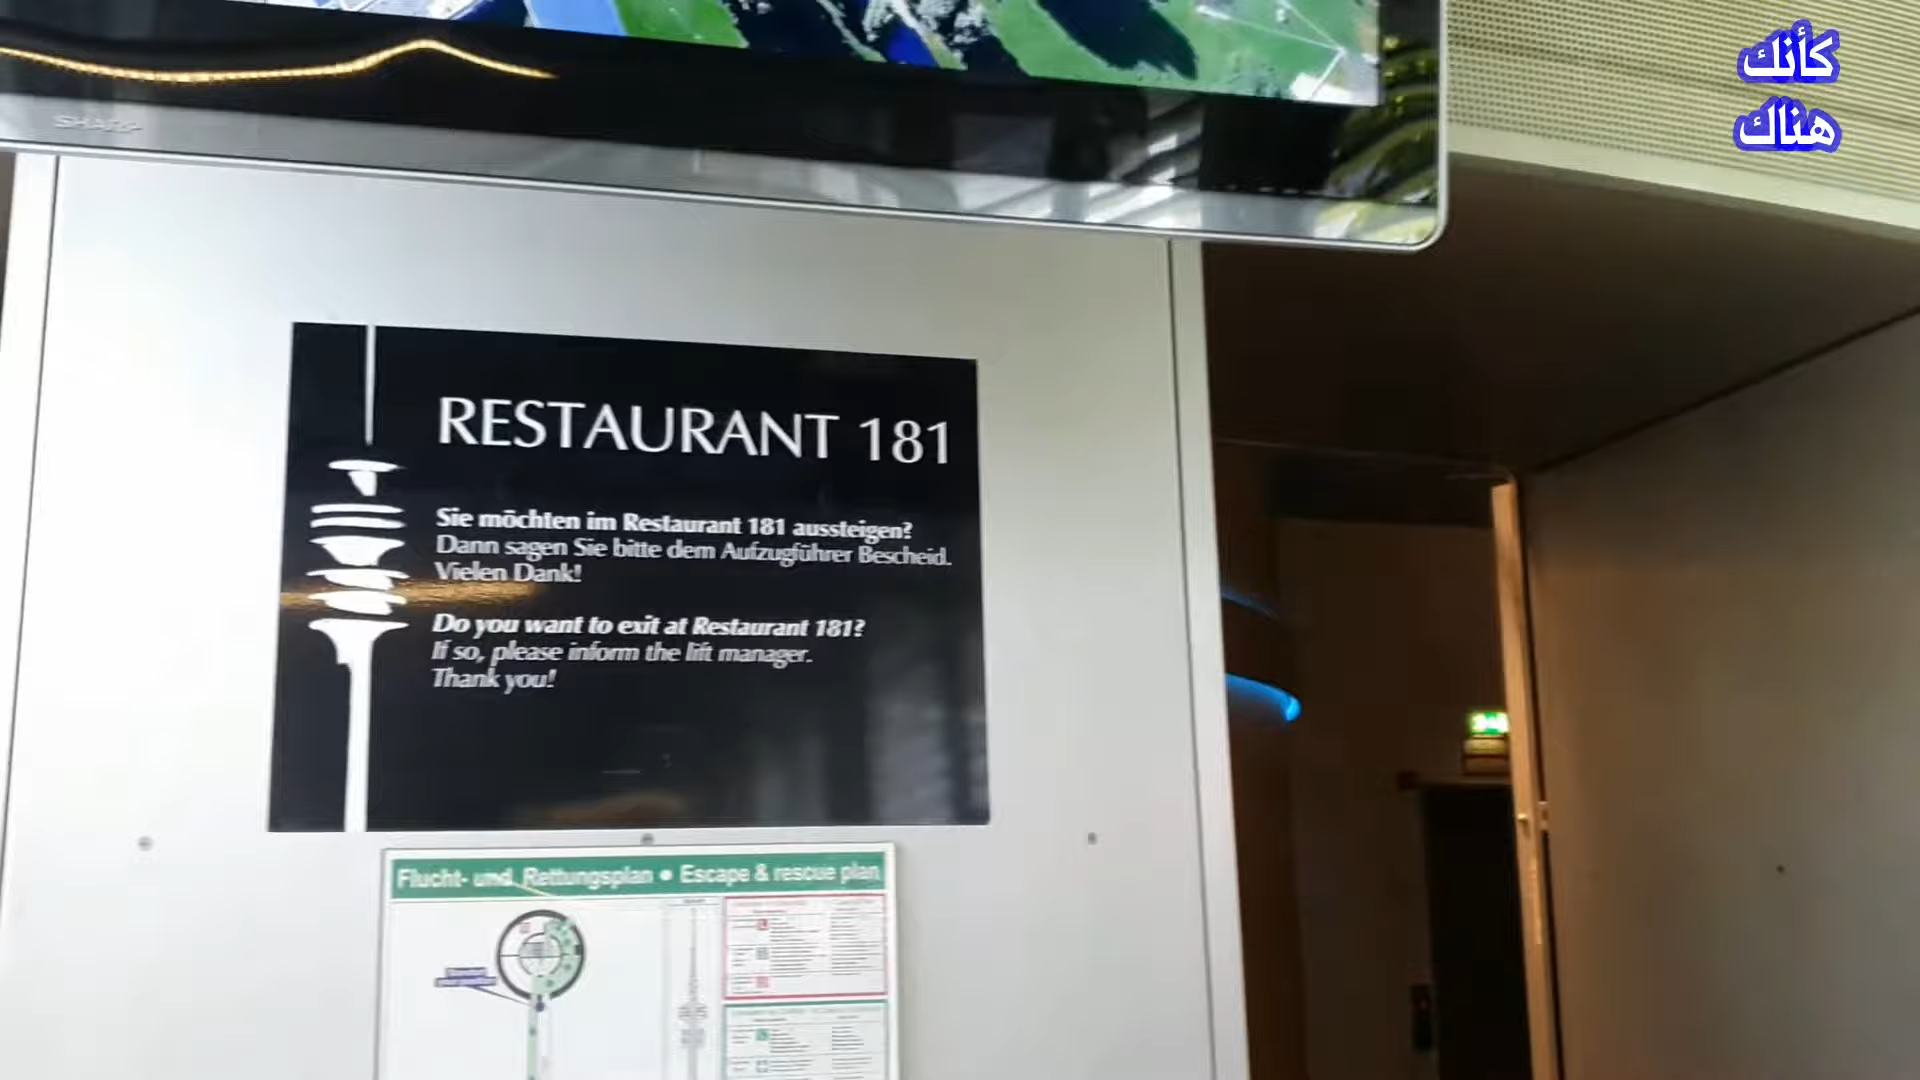 كأنك
هناك
SHARP
RESTAURANT 181
Sie möchten im Restaurant 181 aussteigen?
Dann sagen Sie bitte dem Aufzugführer Bescheid.
Vielen Dank!
Do you want to exit at Restaurant 181?
If so, please inform the lift manager.
Thank you!
Flucht- und Rettungsplan • Escape & rescue plan